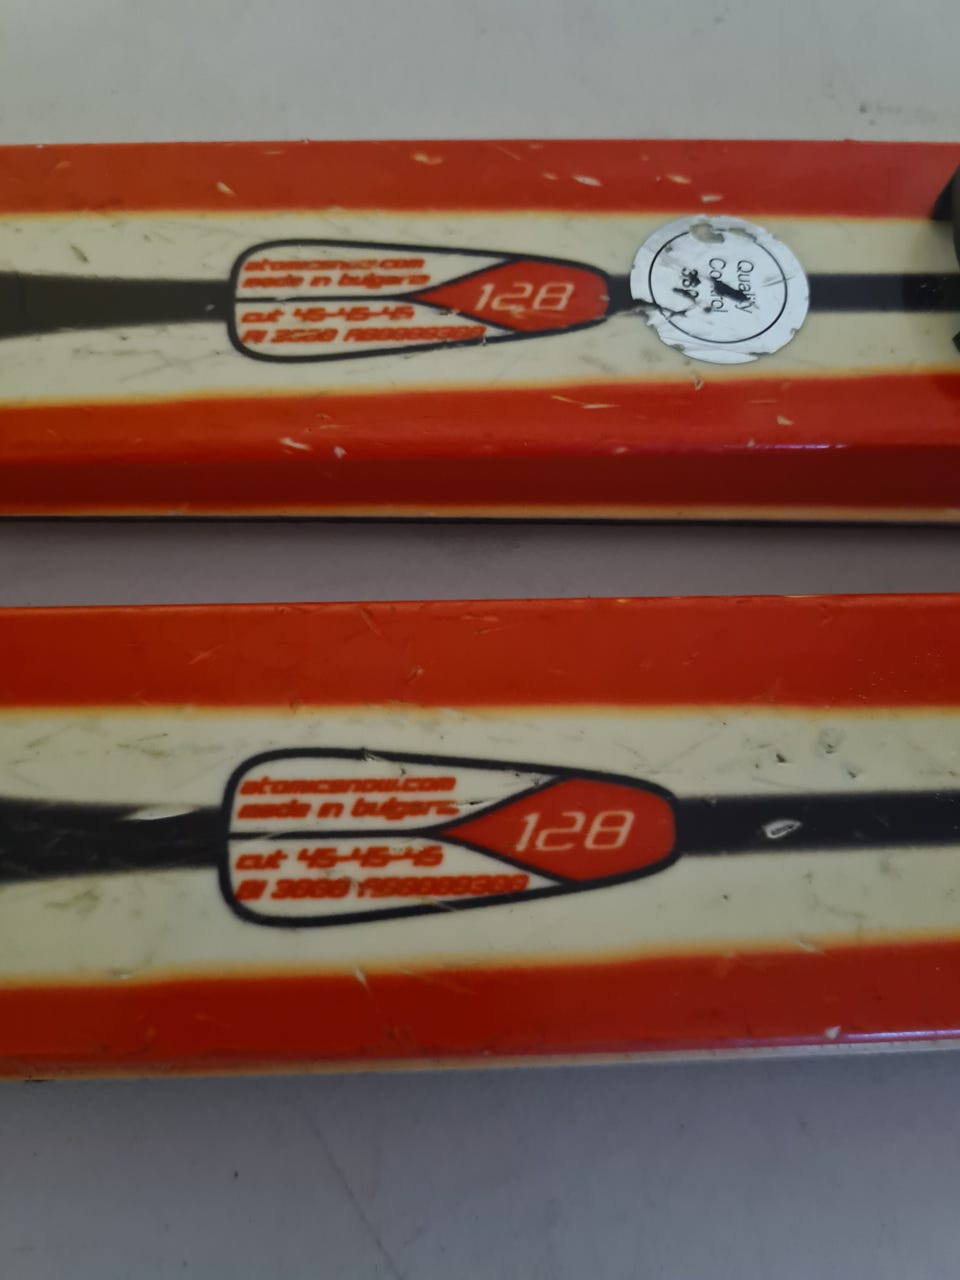 atomicsnow.com
made in bulgaria
cut 45-45-45
128
Quality
Control
atomicsnow.com
made in bulgaria
cut 45-45-45
128